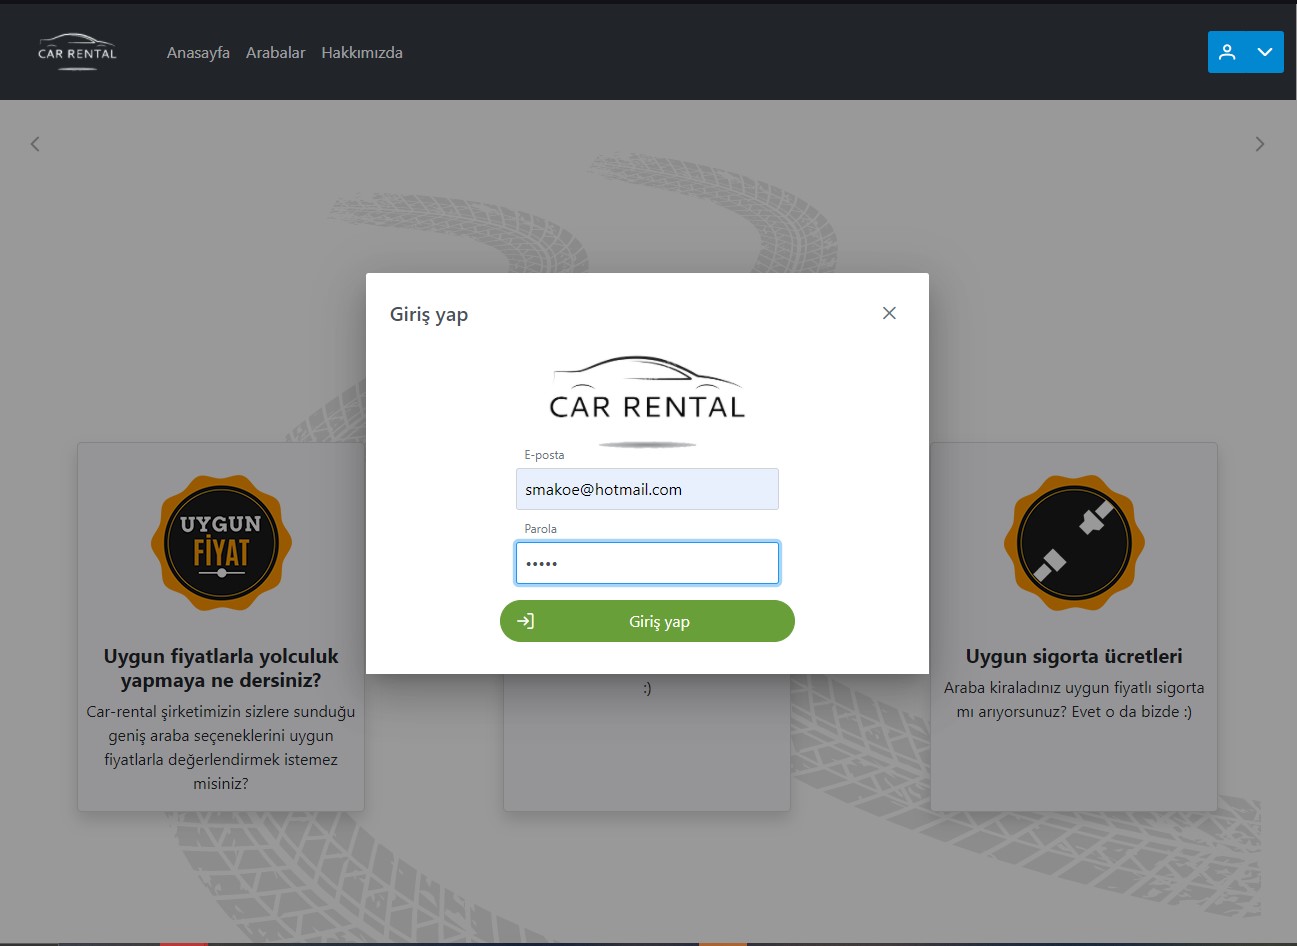 CAR RENTAL
Anasayfa Arabalar Hakkımızda
Giriş yap
CAR RENTAL
E-posta
smakoe@hotmail.com
Parola
•••••
Giriş yap
UYGUN
FİYAT
Uygun fiyatlarla yolculuk
yapmaya ne dersiniz?
Car-rental şirketimizin sizlere sunduğu
geniş araba seçeneklerini uygun
fiyatlarla değerlendirmek istemez
misiniz?
:)
Uygun sigorta ücretleri
Araba kiraladınız uygun fiyatlı sigorta
mı arıyorsunuz? Evet o da bizde :)